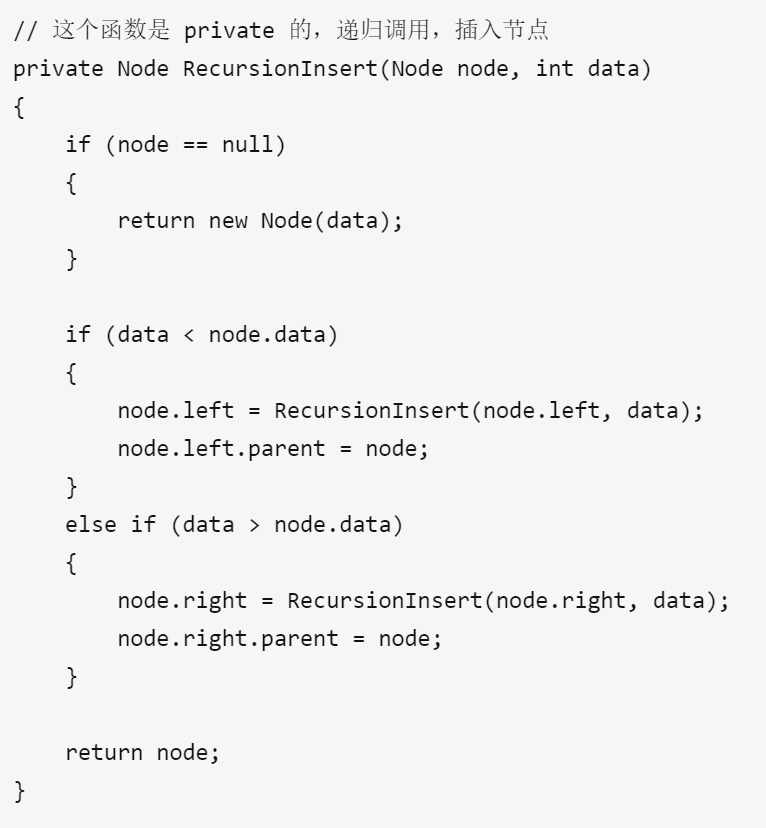 // 这个函数是 private 的，递归调用，插入节点
private Node RecursionInsert(Node node, int data)
{
    if (node == null)
    {
        return new Node(data);
    }

    if (data < node.data)
    {
        node.left = RecursionInsert(node.left, data);
        node.left.parent = node;
    }
    else if (data > node.data)
    {
        node.right = RecursionInsert(node.right, data);
        node.right.parent = node;
    }

    return node;
}